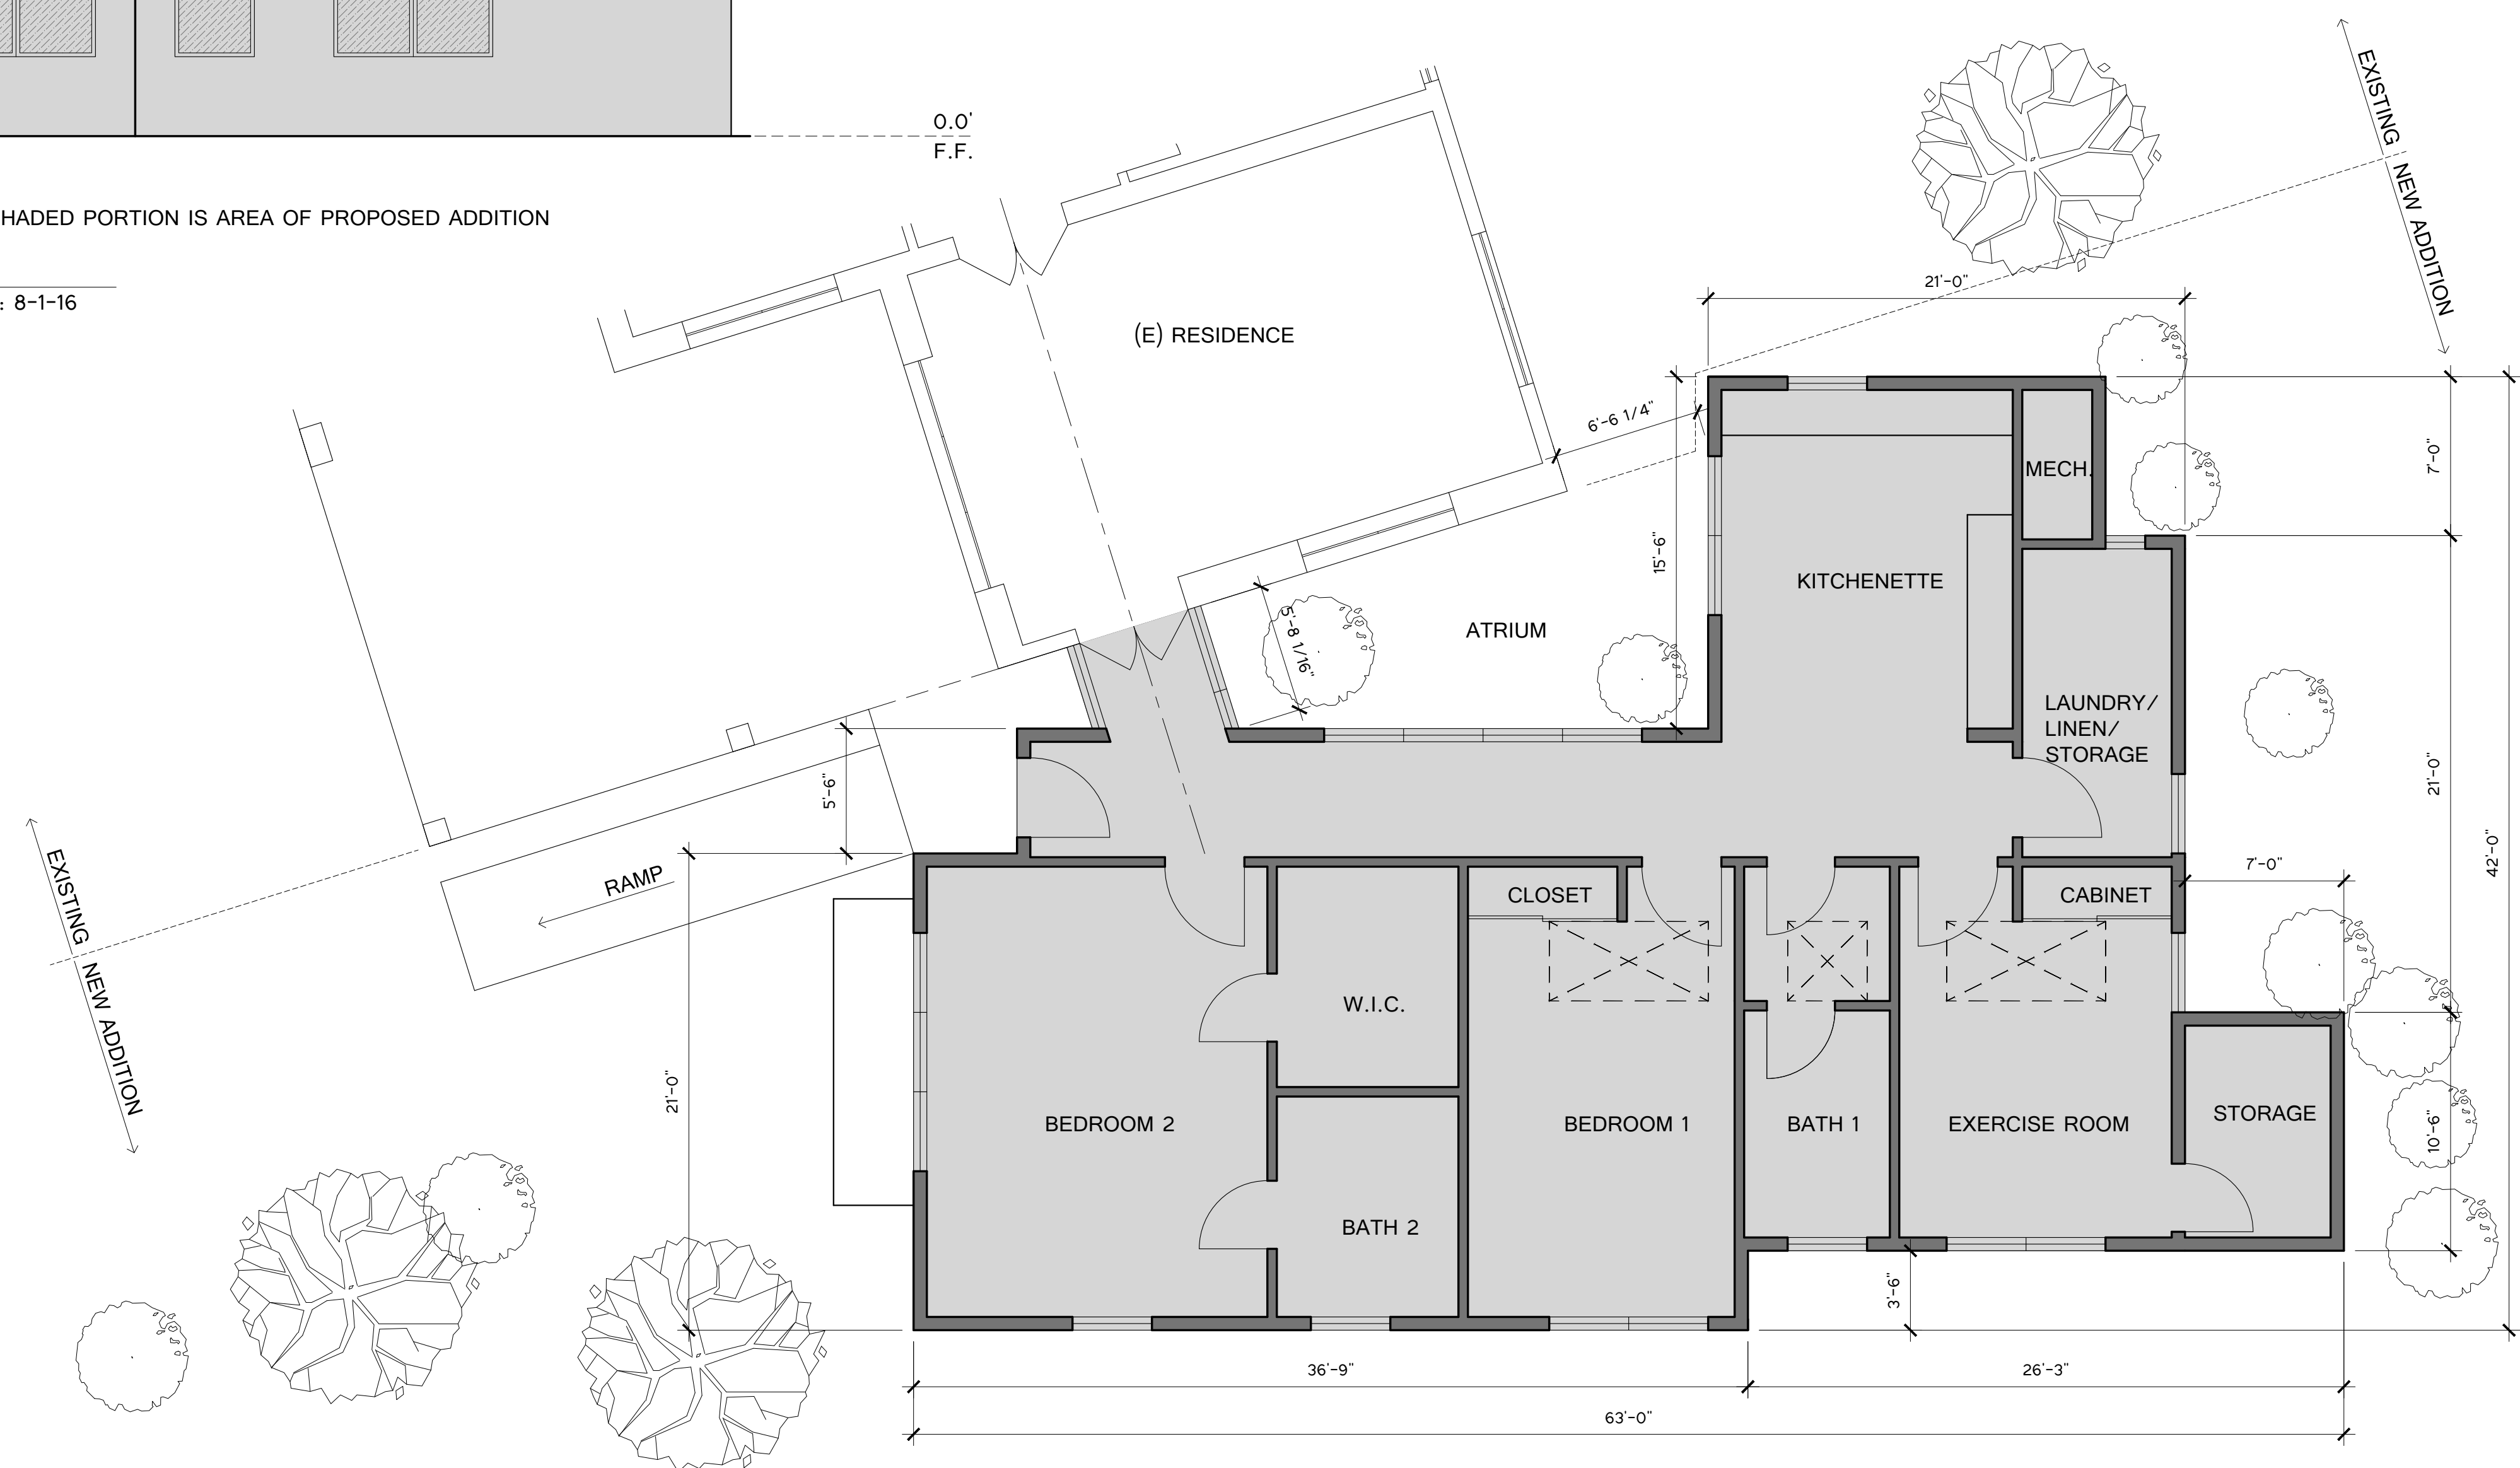 0.0'
F.F.
HADED PORTION IS AREA OF PROPOSED ADDITION
: 8-1-16
EXISTING
NEW ADDITION
(E) RESIDENCE
21'-0"
6'-6 1/4"
7'-0"
MECH.
15'-6"
KITCHENETTE
5'-8 1/16"
ATRIUM
LAUNDRY/
LINEN/
STORAGE
21'-0"
5'-6"
42'-0"
7'-0"
EXISTING
NEW ADDITION
RAMP
CLOSET
CABINET
W.I.C.
21'-0"
BEDROOM 2
BEDROOM 1
BATH 1
EXERCISE ROOM
STORAGE
10'-6"
BATH 2
3'-6"
36'-9"
26'-3"
63'-0"